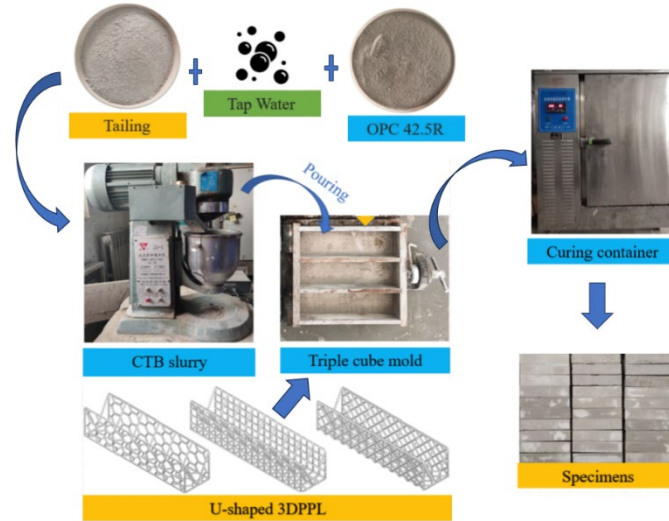 Tailing
Tap Water
OPC 42.5R
Pouring
CTB slurry
Triple cube mold
Curing container
U-shaped 3DPPL
Specimens